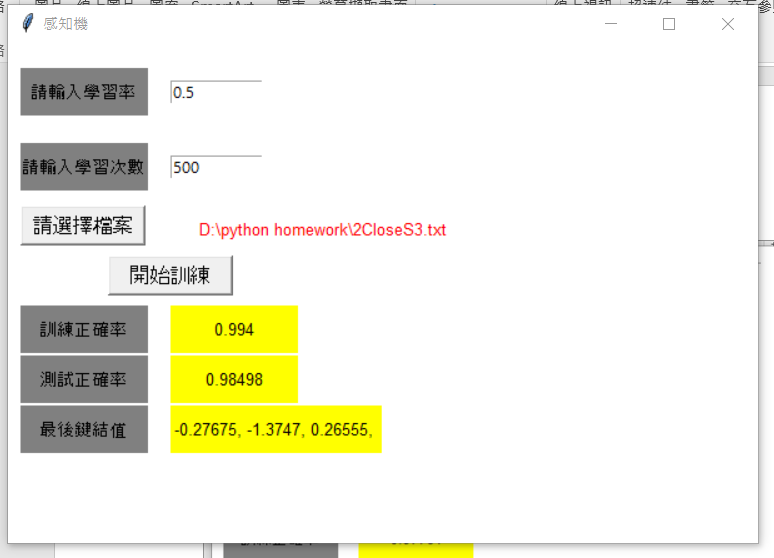 感知機
請輸入學習率 0.5
請輸入學習次數 500
請選擇檔案 D:\python homework\2CloseS3.txt
開始訓練
訓練正確率 0.994
測試正確率 0.98498
最後鍵結值 -0.27675, -1.3747, 0.26555,